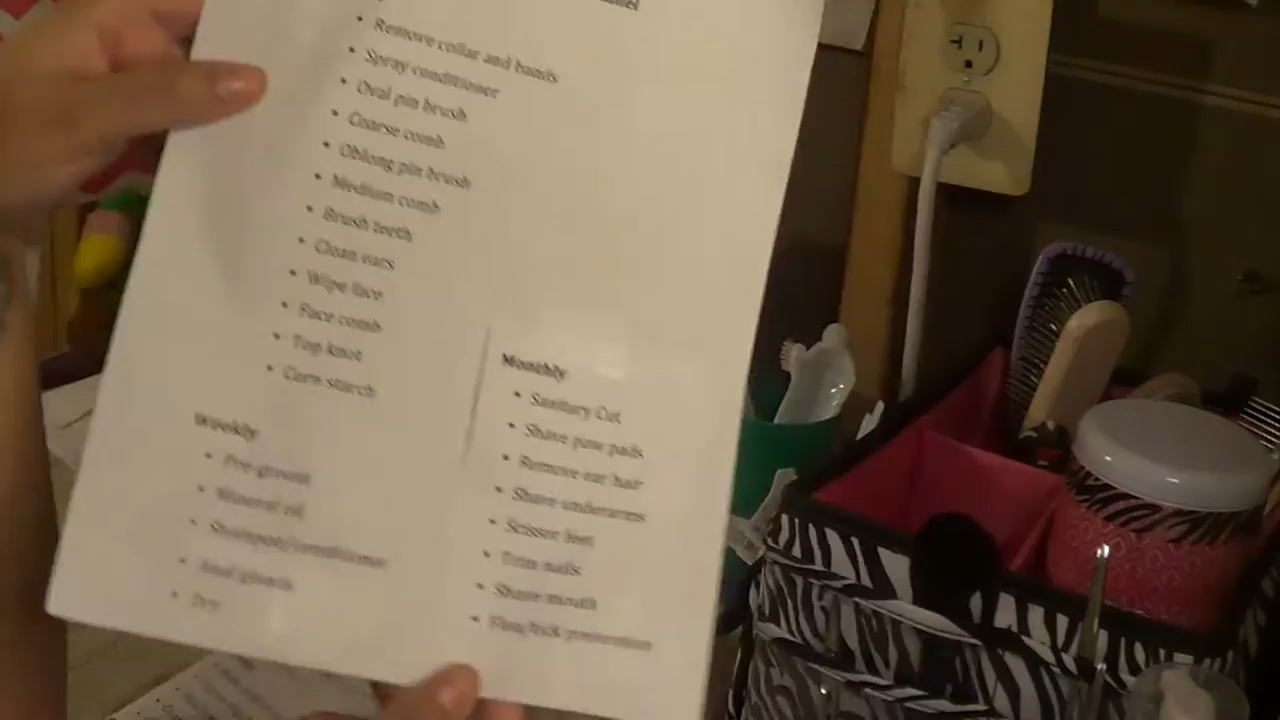 Remove collar and bands
Spray conditioner
Oval pin brush
Coarse comb
Oblong pin brush
Medium comb
Brush teeth
Clean ears
Wipe face
Face comb
Top knot
Corn starch
Weekly
Pre-groom
Mineral oil
Shampoo/conditioner
Anal glands
Dry
Monthly
Sanitary Cut
Shave paw pads
Remove ear hair
Shave underarms
Scissor feet
Trim nails
Shave mouth
Flea/tick prevention